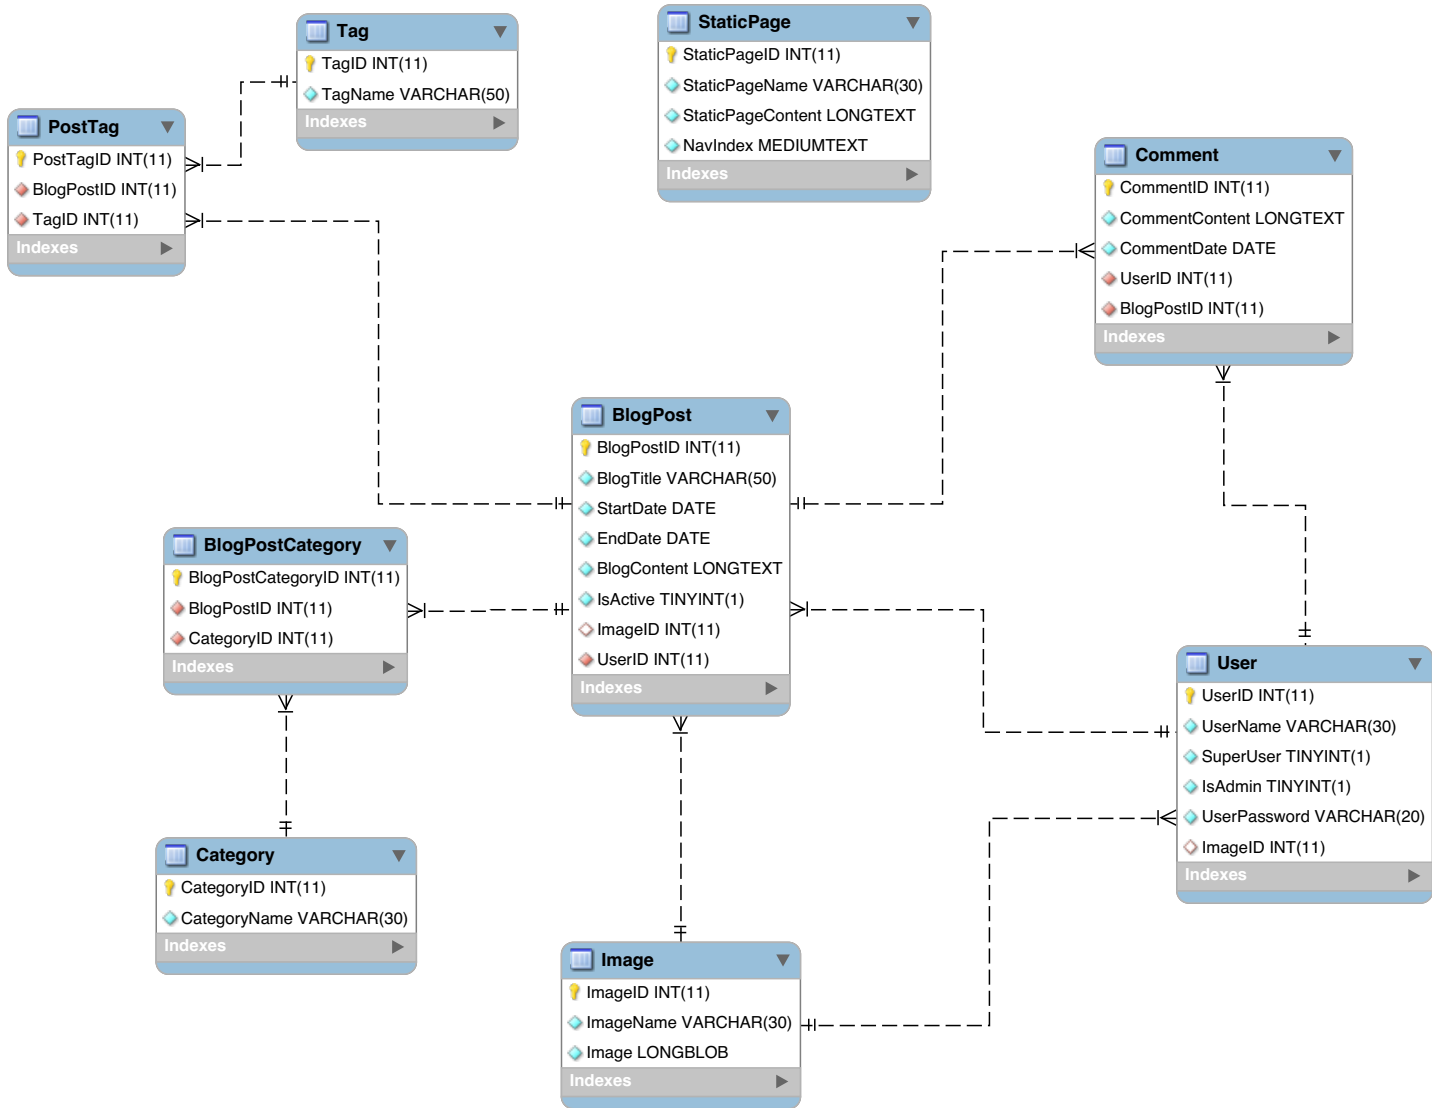 Tag
TagID INT(11)
TagName VARCHAR(50)
Indexes
StaticPage
StaticPageID INT(11)
StaticPageName VARCHAR(30)
StaticPageContent LONGTEXT
NavIndex MEDIUMTEXT
Indexes
PostTag
PostTagID INT(11)
BlogPostID INT(11)
TagID INT(11)
Indexes
Comment
CommentID INT(11)
CommentContent LONGTEXT
CommentDate DATE
UserID INT(11)
BlogPostID INT(11)
Indexes
BlogPost
BlogPostID INT(11)
BlogTitle VARCHAR(50)
StartDate DATE
EndDate DATE
BlogContent LONGTEXT
IsActive TINYINT(1)
ImageID INT(11)
UserID INT(11)
Indexes
BlogPostCategory
BlogPostCategoryID INT(11)
BlogPostID INT(11)
CategoryID INT(11)
Indexes
User
UserID INT(11)
UserName VARCHAR(30)
SuperUser TINYINT(1)
IsAdmin TINYINT(1)
UserPassword VARCHAR(20)
ImageID INT(11)
Indexes
Category
CategoryID INT(11)
CategoryName VARCHAR(30)
Indexes
Image
ImageID INT(11)
ImageName VARCHAR(30)
Image LONGBLOB
Indexes